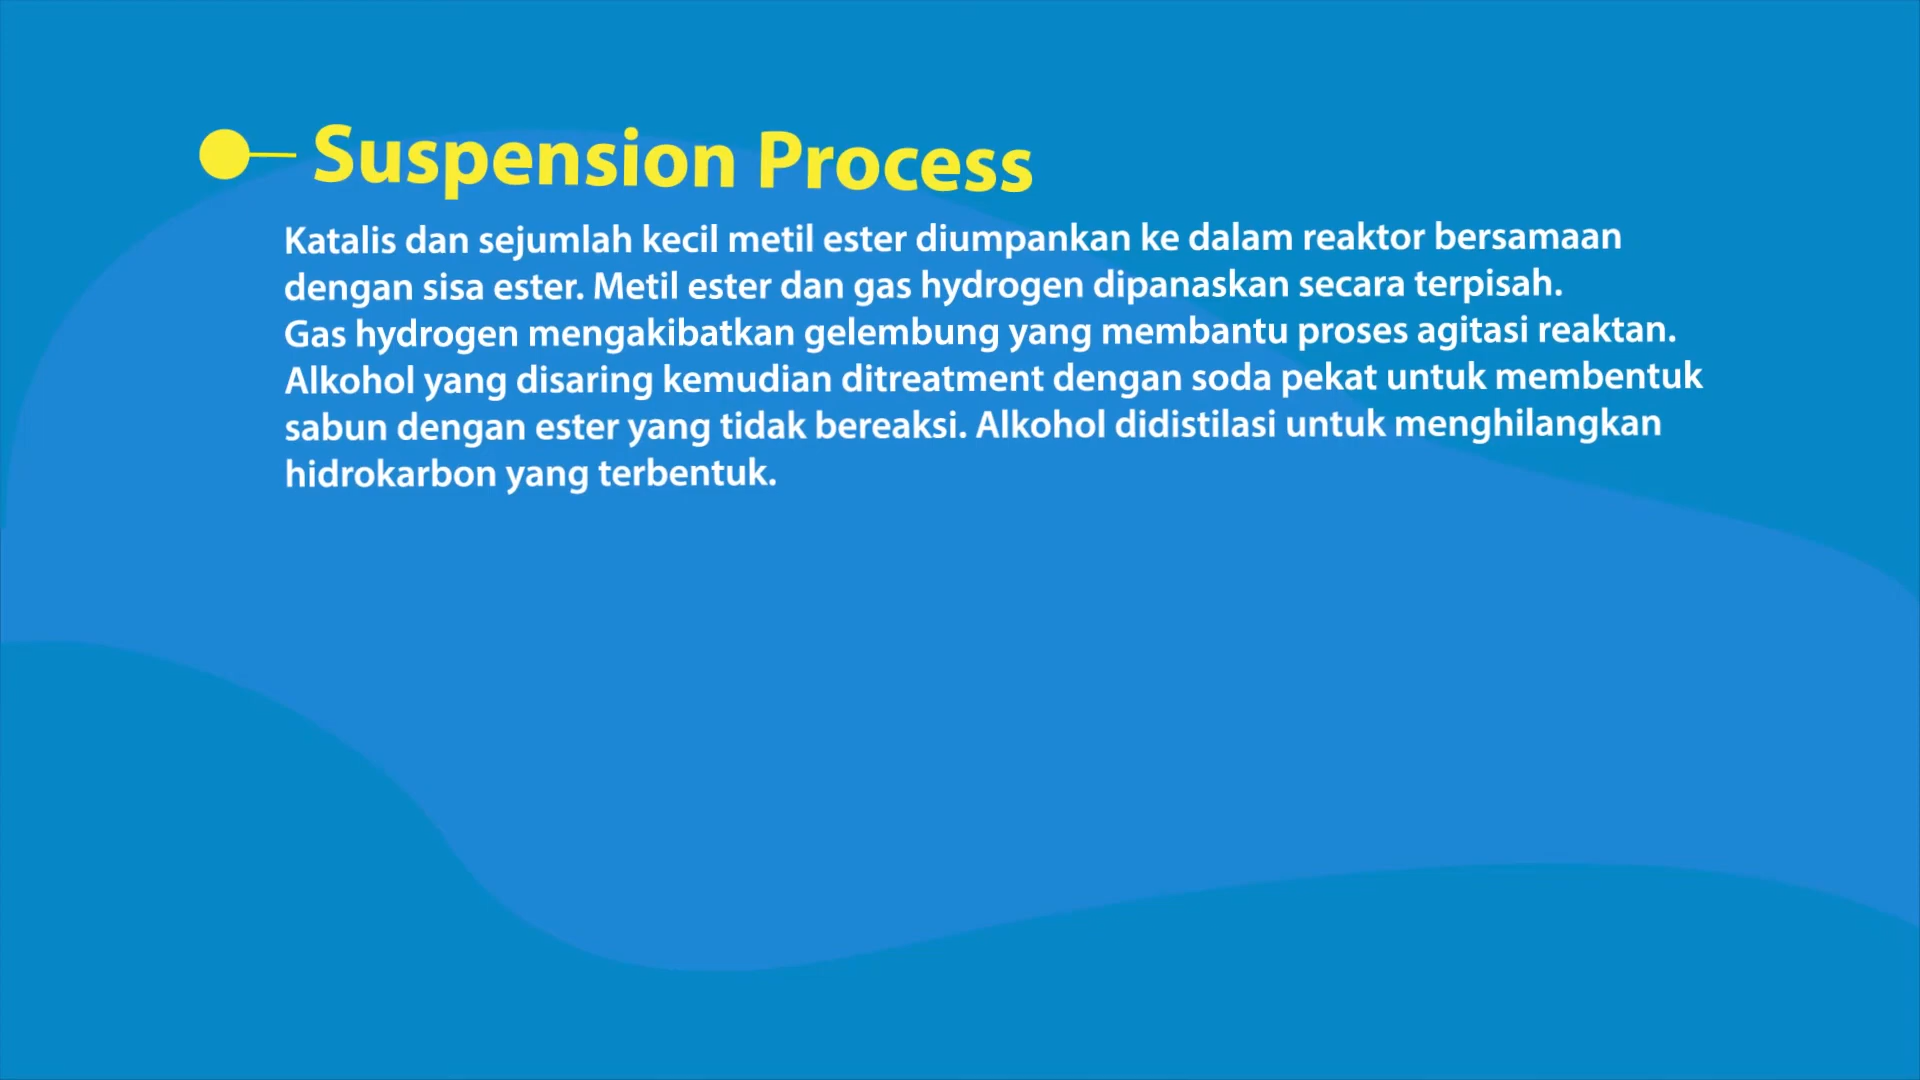 Suspension Process
Katalis dan sejumlah kecil metil ester diumpankan ke dalam reaktor bersamaan
dengan sisa ester. Metil ester dan gas hydrogen dipanaskan secara terpisah.
Gas hydrogen mengakibatkan gelembung yang membantu proses agitasi reaktan.
Alkohol yang disaring kemudian ditreatment dengan soda pekat untuk membentuk
sabun dengan ester yang tidak bereaksi. Alkohol didistilasi untuk menghilangkan
hidrokarbon yang terbentuk.